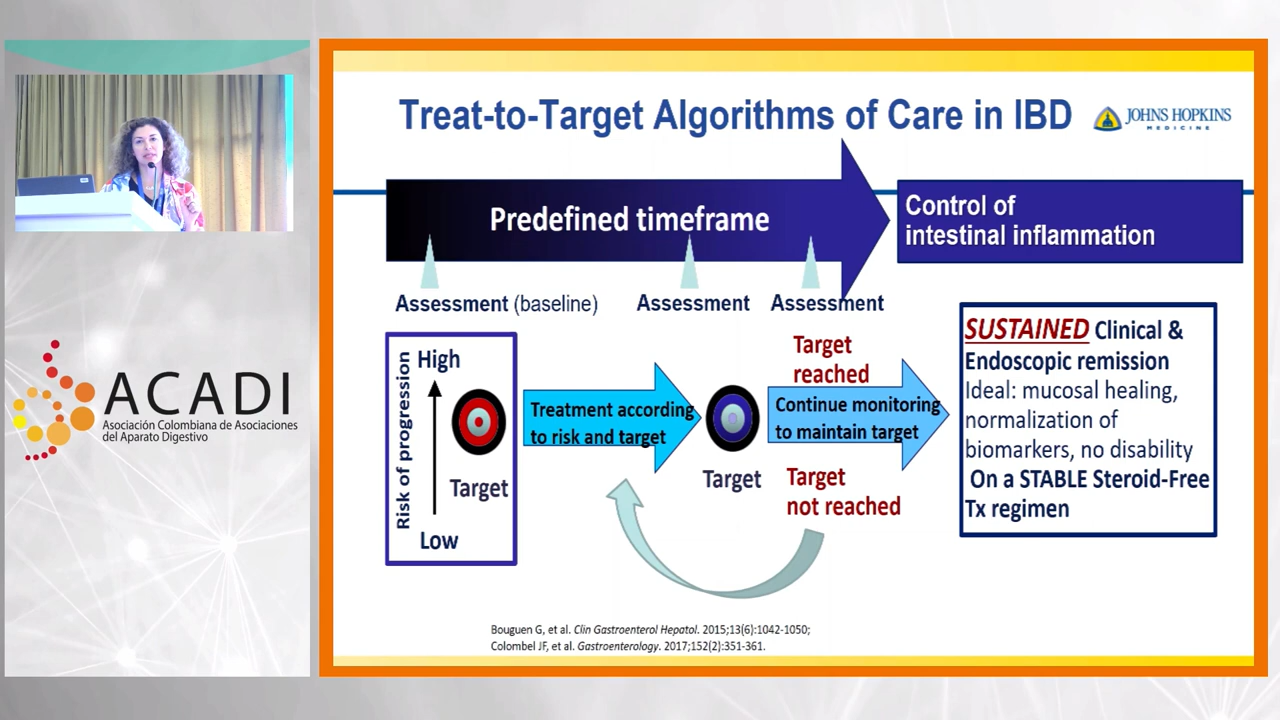 Treat-to-Target Algorithms of Care in IBD
JOHNS HOPKINS
MEDICINE
Predefined timeframe
Control of
intestinal inflammation
Assessment (baseline)
Assessment
Assessment
Risk of progression
High
Target
Low
Treatment according
to risk and target
Target
Target
reached
Continue monitoring
to maintain target
Target
not reached
SUSTAINED Clinical &
Endoscopic remission
Ideal: mucosal healing,
normalization of
biomarkers, no disability
On a STABLE Steroid-Free
Tx regimen
Bouguen G, et al. Clin Gastroenterol Hepatol. 2015;13(6):1042-1050;
Colombel JF, et al. Gastroenterology. 2017;152(2):351-361.
ACADI
Asociación Colombiana de Asociaciones
del Aparato Digestivo